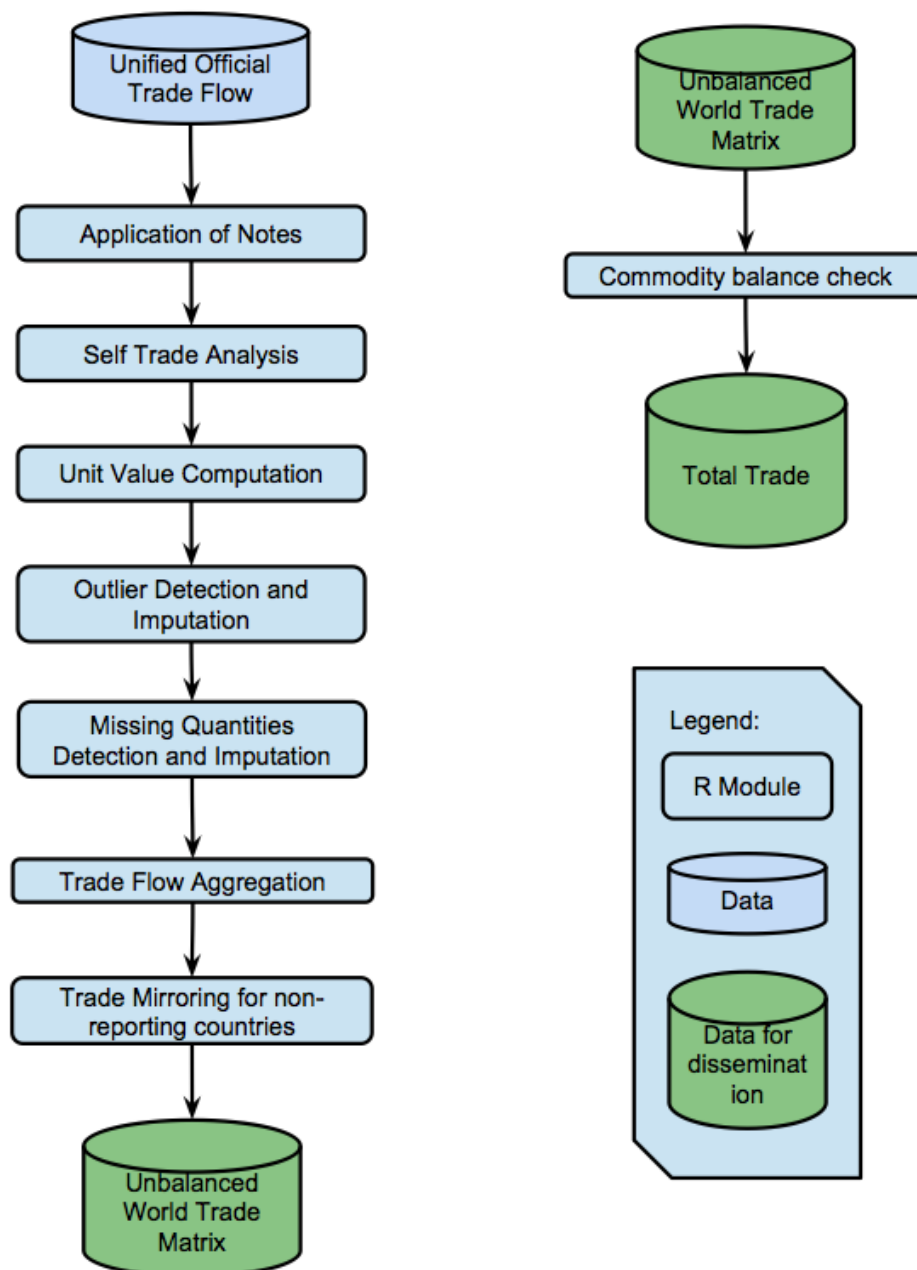 Unified Official
Trade Flow
Application of Notes
Self Trade Analysis
Unit Value Computation
Outlier Detection and
Imputation
Missing Quantities
Detection and Imputation
Trade Flow Aggregation
Trade Mirroring for non-
reporting countries
Unbalanced
World Trade
Matrix
Unbalanced
World Trade
Matrix
Commodity balance check
Total Trade
Legend:
R Module
Data
Data for
disseminat
ion